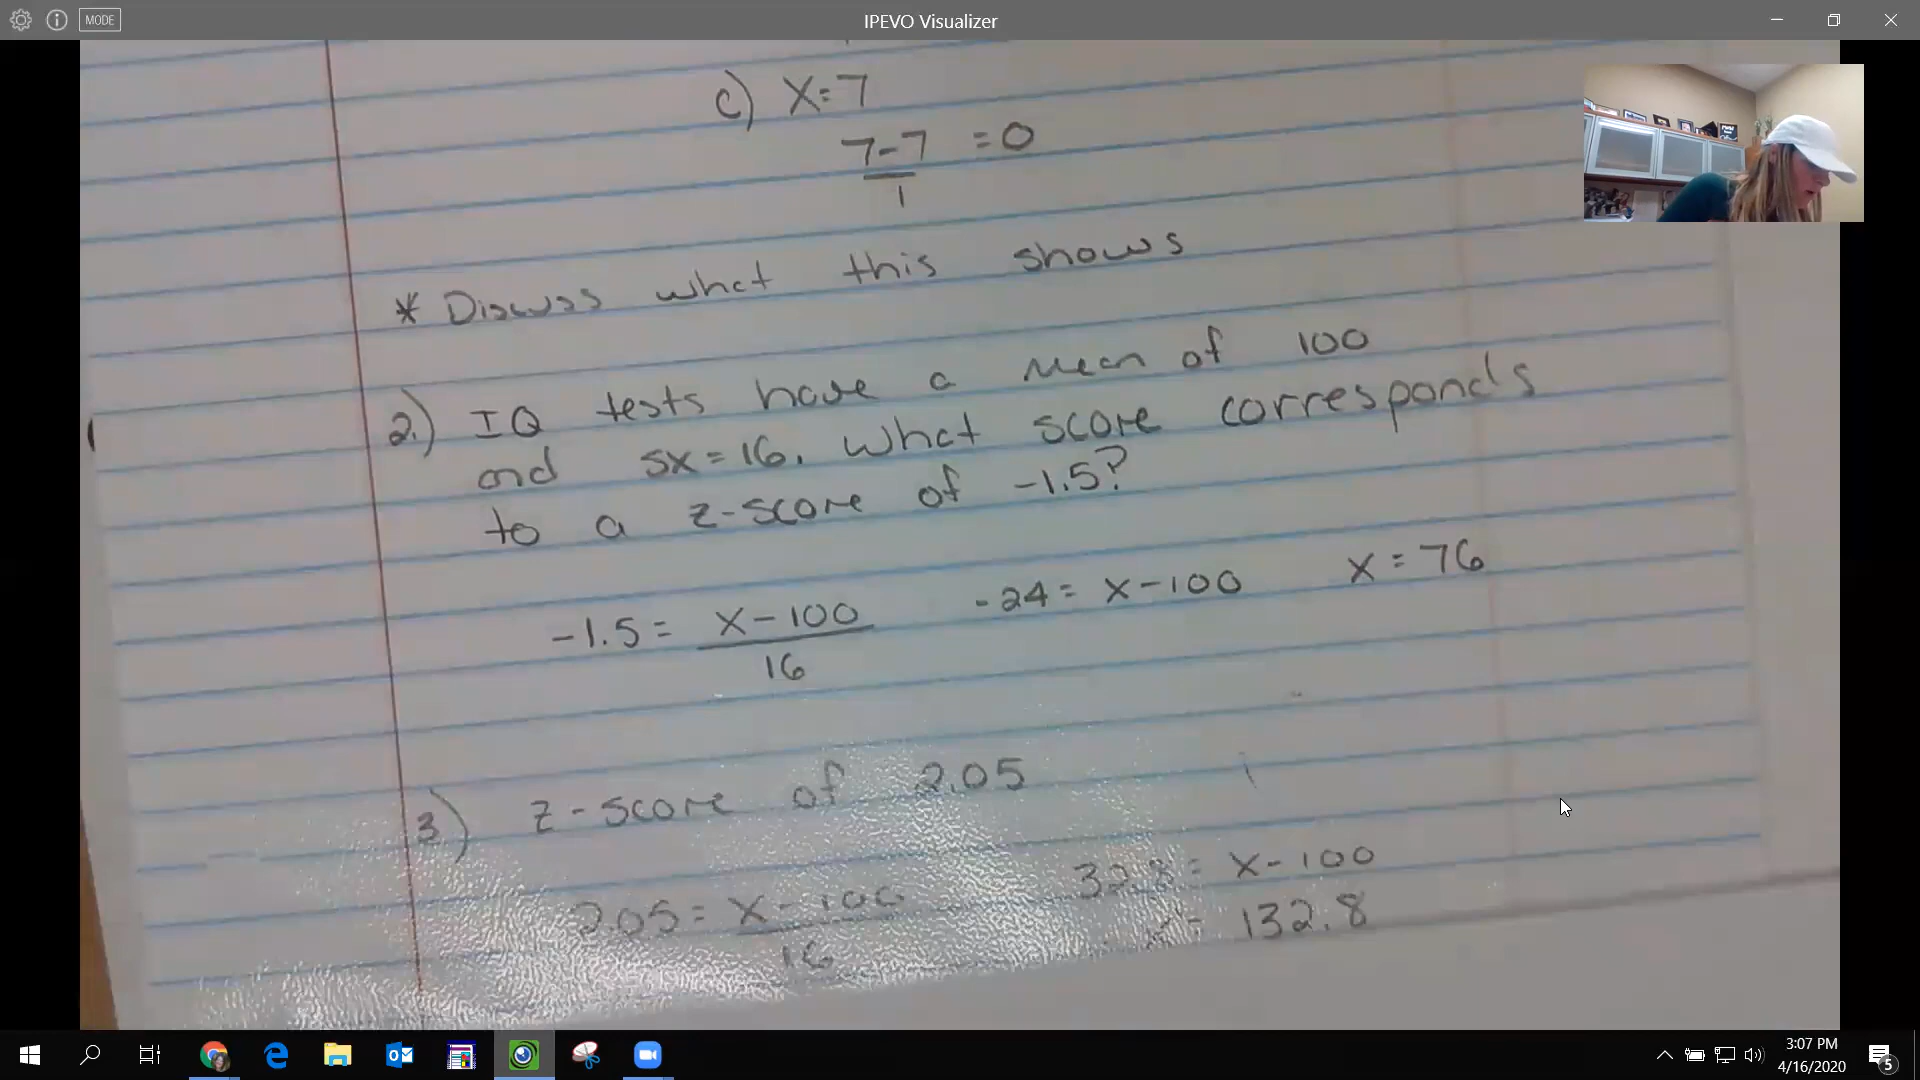 MODE
IPEVO Visualizer
c) X=7
7-7 =0
1
* Discuss what this shows
2.) IQ tests have a mean of 100
and sx=16. What score corresponds
to a z-score of -1.5?
-1.5= x-100 -24= x-100 x=76
16
3) z-score of 2.05
2.05= x-100 32.8= x-100
16 x= 132.8
3:07 PM
4/16/2020
5